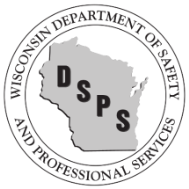 WISCONSIN DEPARTMENT OF SAFETY
AND PROFESSIONAL SERVICES
DSPS